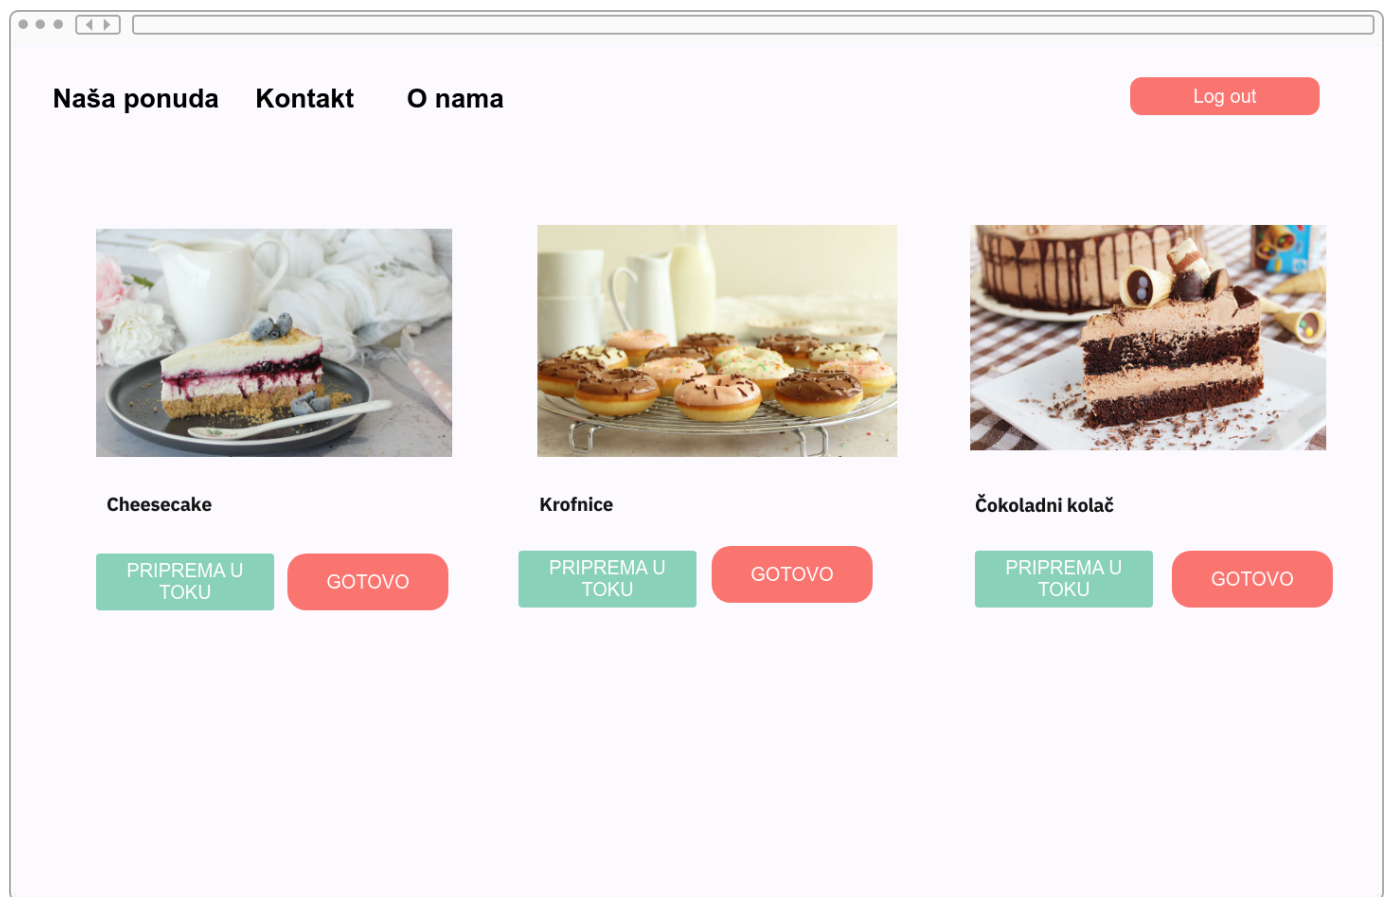 Naša ponuda Kontakt O nama Log out
Cheesecake Krofnice Čokoladni kolač
PRIPREMA U
TOKU
GOTOVO
PRIPREMA U
TOKU
GOTOVO
PRIPREMA U
TOKU
GOTOVO